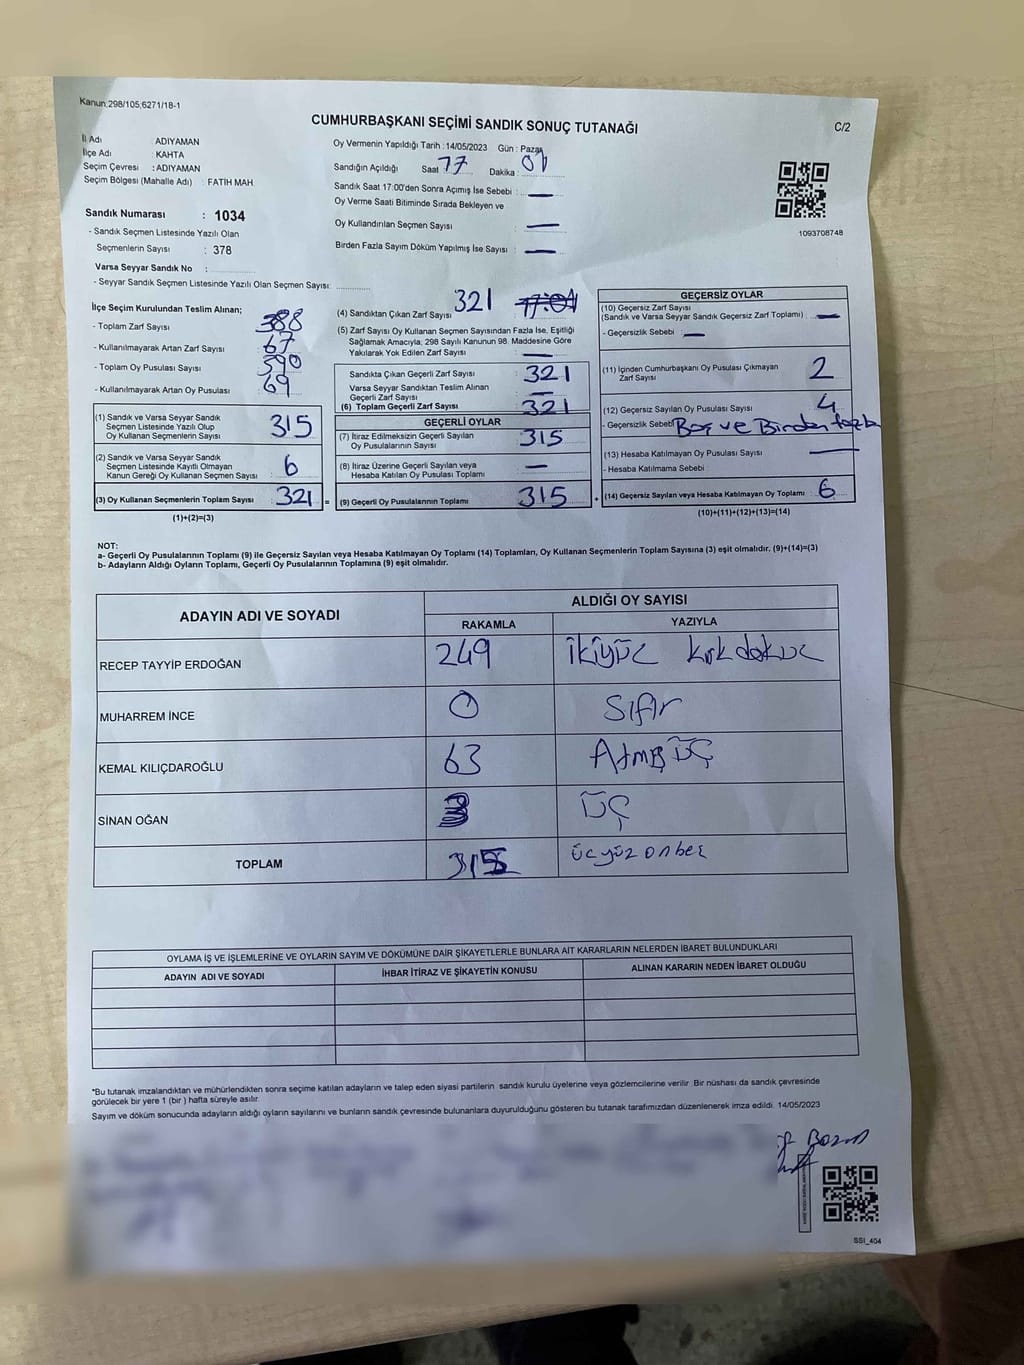 Kanun:298/105,6271/18-1
CUMHURBAŞKANI SEÇİMİ SANDIK SONUÇ TUTANAĞI
C/2
İl Adı : ADIYAMAN
İlçe Adı : KAHTA
Seçim Çevresi : ADIYAMAN
Seçim Bölgesi (Mahalle Adı) : FATİH MAH.
Sandık Numarası : 1034
- Sandık Seçmen Listesinde Yazılı Olan
Seçmenlerin Sayısı : 378
Varsa Seyyar Sandık No :
- Seyyar Sandık Seçmen Listesinde Yazılı Olan Seçmen Sayısı:
Oy Vermenin Yapıldığı Tarih :14/05/2023 Gün : Pazar
Sandığın Açıldığı Saat 17 Dakika :
Sandık Saat 17:00'den Sonra Açımış İse Sebebi : —
Oy Verme Saati Bitiminde Sırada Bekleyen ve
Oy Kullandırılan Seçmen Sayısı : —
Birden Fazla Sayım Döküm Yapılmış İse Sayısı : —
1093708748
İlçe Seçim Kurulundan Teslim Alınan;
- Toplam Zarf Sayısı : 388
- Kullanılmayarak Artan Zarf Sayısı : 67
- Toplam Oy Pusulası Sayısı : 390
- Kullanılmayarak Artan Oy Pusulası : 69
(1) Sandık ve Varsa Seyyar Sandık
Seçmen Listesinde Yazılı Olup
Oy Kullanan Seçmenlerin Sayısı : 315
(2) Varsa Sandık ve Varsa Seyyar Sandık
Seçmen Listesinde Kayıtlı Olmayan
Kanun Gereği Oy Kullanan Seçmen Sayısı : 6
(3) Oy Kullanan Seçmenlerin Toplam Sayısı : 321 =
(1)+(2)=(3)
(4) Sandıktan Çıkan Zarf Sayısı : 321 17:01
(5) Zarf Sayısı Oy Kullanan Seçmen Sayısından Fazla İse, Eşitliği
Sağlamak Amacıyla; 298 Sayılı Kanunun 98. Maddesine Göre
Yakılarak Yok Edilen Zarf Sayısı : —
Sandıkta Çıkan Geçerli Zarf Sayısı : 321
Varsa Seyyar Sandıktan Teslim Alınan
Geçerli Zarf Sayısı : —
(6) Toplam Geçerli Zarf Sayısı : 321
GEÇERLİ OYLAR
(7) İtiraz Edilmeksizin Geçerli Sayılan
Oy Pusulalarının Sayısı : 315
(8) İtiraz Üzerine Geçerli Sayılan veya
Hesaba Katılan Oy Pusulası Toplamı : —
(9) Geçerli Oy Pusulalarının Toplamı : 315 +
GEÇERSİZ OYLAR
(10) Geçersiz Zarf Sayısı
(Sandık ve Varsa Seyyar Sandık Geçersiz Zarf Toplamı) : —
- Geçersizlik Sebebi : —
(11) İçinden Cumhurbaşkanı Oy Pusulası Çıkmayan
Zarf Sayısı : 2
(12) Geçersiz Sayılan Oy Pusulası Sayısı : 4
- Geçersizlik Sebebi Boş ve Birden fazla
(13) Hesaba Katılmayan Oy Pusulası Sayısı : —
- Hesaba Katılmama Sebebi
(14) Geçersiz Sayılan veya Hesaba Katılmayan Oy Toplamı : 6
(10)+(11)+(12)+(13)=(14)
NOT:
a- Geçerli Oy Pusulalarının Toplamı (9) ile Geçersiz Sayılan veya Hesaba Katılmayan Oy Toplamı (14) Toplamları, Oy Kullanan Seçmenlerin Toplam Sayısına (3) eşit olmalıdır. (9)+(14)=(3)
b- Adayların Aldığı Oyların Toplamı, Geçerli Oy Pusulalarının Toplamına (9) eşit olmalıdır.
ADAYIN ADI VE SOYADI
ALDIĞI OY SAYISI
RAKAMLA YAZIYLA
RECEP TAYYİP ERDOĞAN 249 ikiyüz kırkdokuz
MUHARREM İNCE 0 Sıfır
KEMAL KILIÇDAROĞLU 63 Atmış üÇ
SİNAN OĞAN 3 ÜÇ
TOPLAM 315 üçyüz onbeş
OYLAMA İŞ VE İŞLEMLERİNE VE OYLARIN SAYIM VE DÖKÜMÜNE DAİR ŞİKAYETLERLE BUNLARA AİT KARARLARIN NELERDEN İBARET BULUNDUKLARI
ADAYIN ADI VE SOYADI İHBAR İTİRAZ VE ŞİKAYETİN KONUSU ALINAN KARARIN NEDEN İBARET OLDUĞU
*Bu tutanak imzalandıktan ve mühürlendikten sonra seçime katılan adayların ve talep eden siyasi partilerin sandık kurulu üyelerine veya gözlemcilerine verilir. Bir nüshası da sandık çevresinde
görülecek bir yere 1 (bir ) hafta süreyle asılır.
Sayım ve döküm sonucunda adayların aldığı oyların sayılarını ve bunların sandık çevresinde bulunanlara duyurulduğunu gösteren bu tutanak tarafımızdan düzenlenerek imza edildi. 14/05/2023
SSI_404